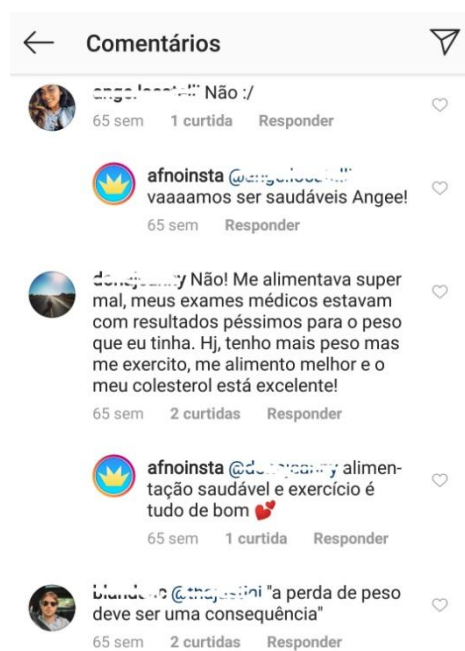 Comentários
Não :/
65 sem 1 curtida Responder
afnoinsta
vaaaamos ser saudáveis Angee!
65 sem Responder
Não! Me alimentava super
mal, meus exames médicos estavam
com resultados péssimos para o peso
que eu tinha. Hj, tenho mais peso mas
me exercito, me alimento melhor e o
meu colesterol está excelente!
65 sem 2 curtidas Responder
afnoinsta alimen-
tação saudável e exercício é
tudo de bom 💕
65 sem 1 curtida Responder
"a perda de peso
deve ser uma consequência"
65 sem 2 curtidas Responder